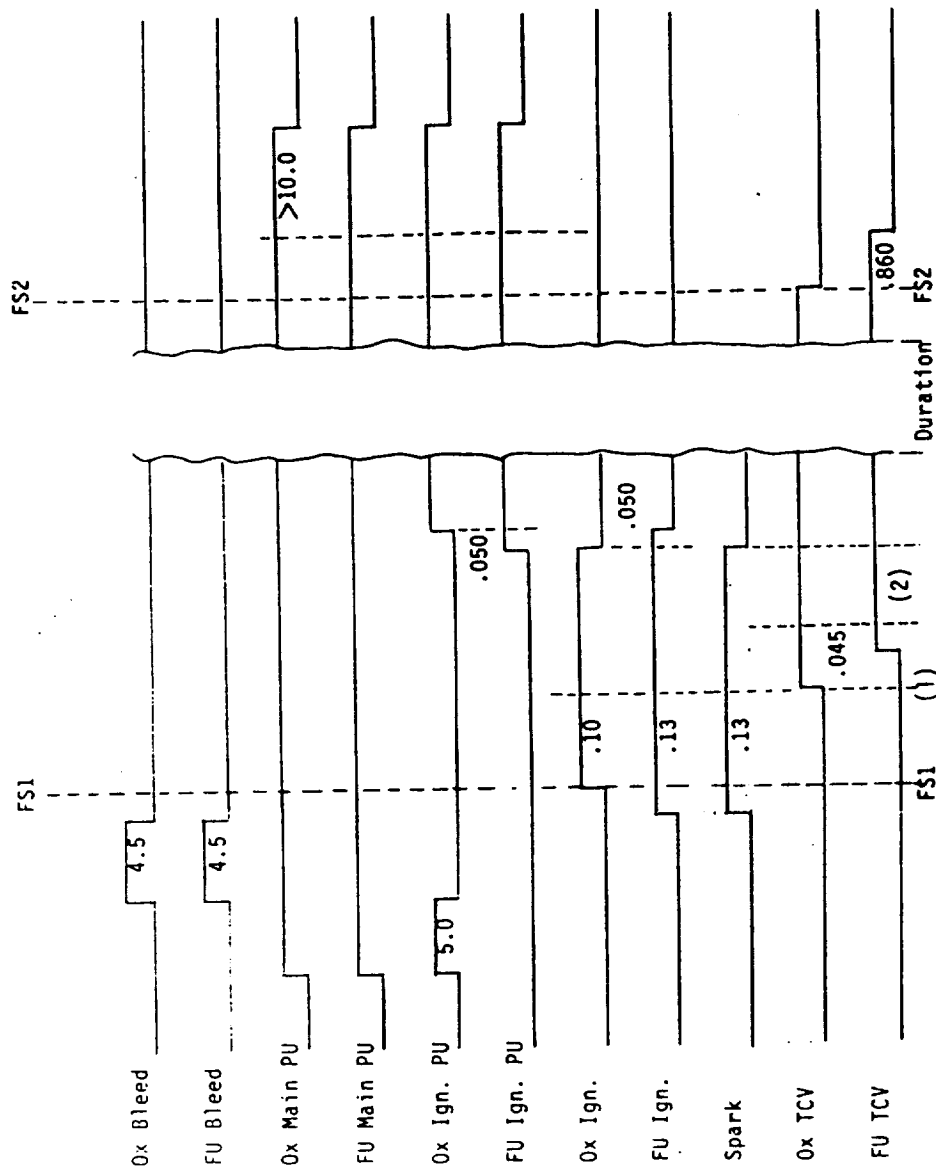 FS1
FS2
Ox Bleed
4.5
FU Bleed
4.5
Ox Main PU
>10.0
FU Main PU
Ox Ign. PU
5.0
.050
FU Ign. PU
Ox Ign.
.10
.050
FU Ign.
.13
Spark
.13
Ox TCV
.045
FU TCV
(2)
.860
(1)
FS1
Duration
FS2